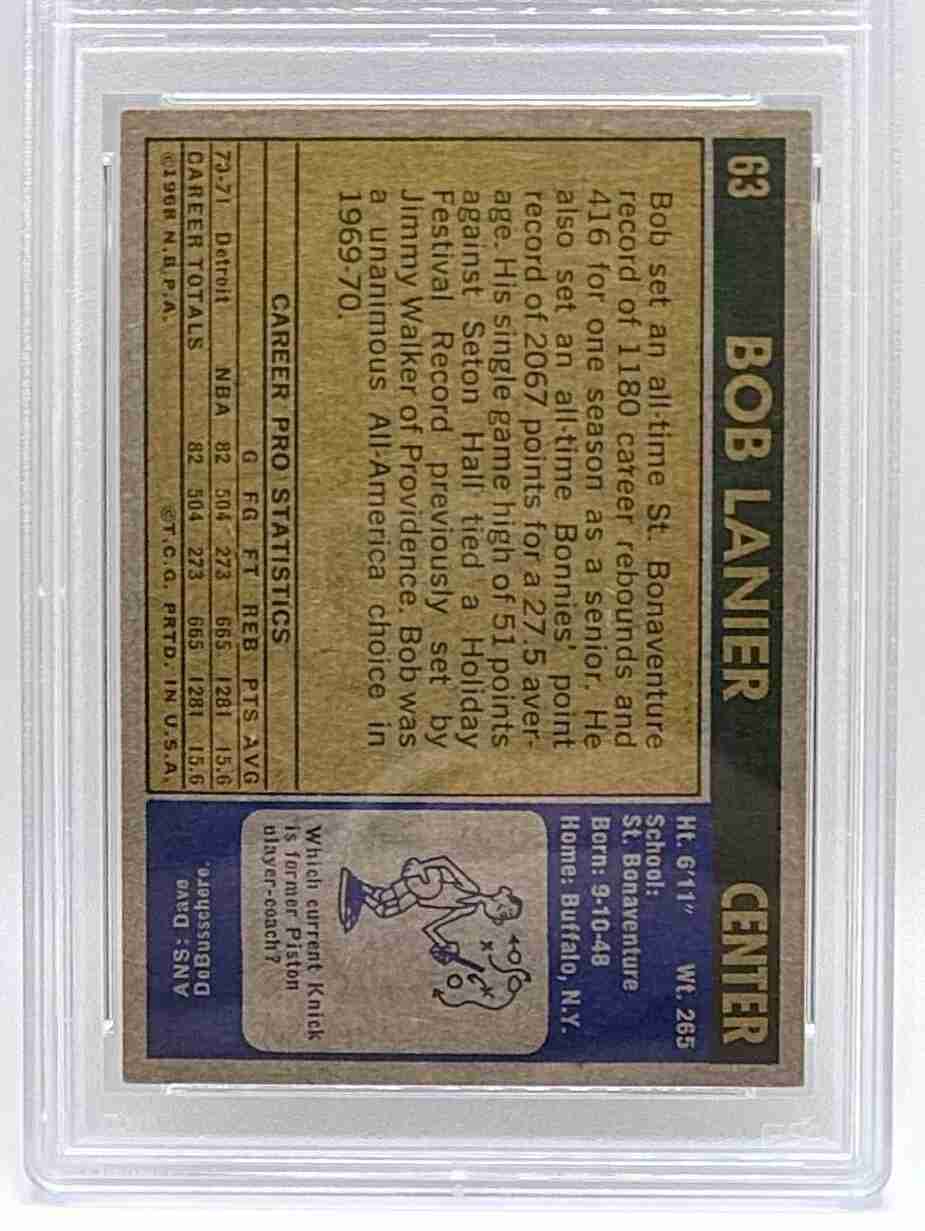 63 BOB LANIER CENTER
Bob set an all-time St. Bonaventure
record of 1180 career rebounds and
416 for one season as a senior. He
also set an all-time Bonnies' point
record of 2067 points for a 27.5 aver-
age. His single game high of 51 points
against Seton Hall tied a Holiday
Festival Record previously set by
Jimmy Walker of Providence. Bob was
a unanimous All-America choice in
1969-70.
CAREER PRO STATISTICS
G FG FT REB PTS AVG
70-71 Detroit NBA 82 504 273 665 1281 15.6
CAREER TOTALS 82 504 273 665 1281 15.6
©1968 N.B.P.A. ©T.C.G. PRTD. IN U.S.A.
Ht. 6'11" Wt. 265
School:
St. Bonaventure
Born: 9-10-48
Home: Buffalo, N.Y.
Which current Knick
is former Piston
player-coach?
ANS: Dave
DeBusschere.